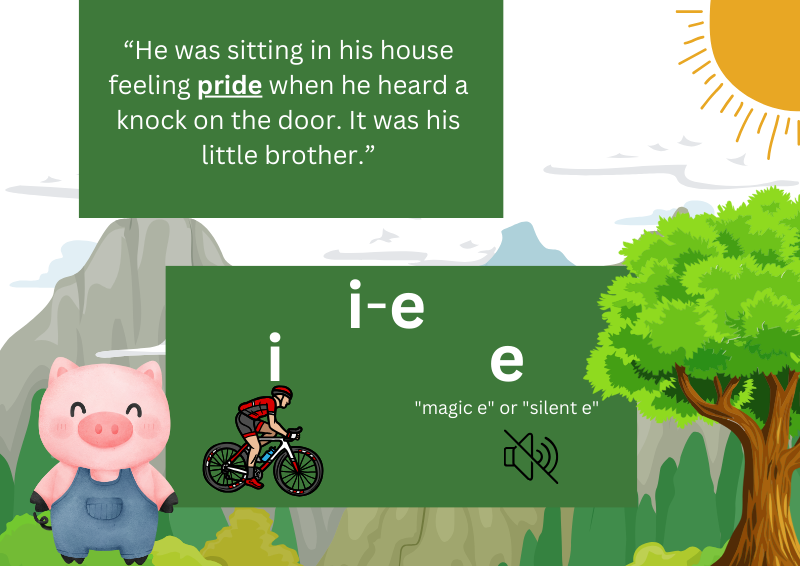 “He was sitting in his house
feeling pride when he heard a
knock on the door. It was his
little brother.”
i-e
i
e
"magic e" or "silent e"